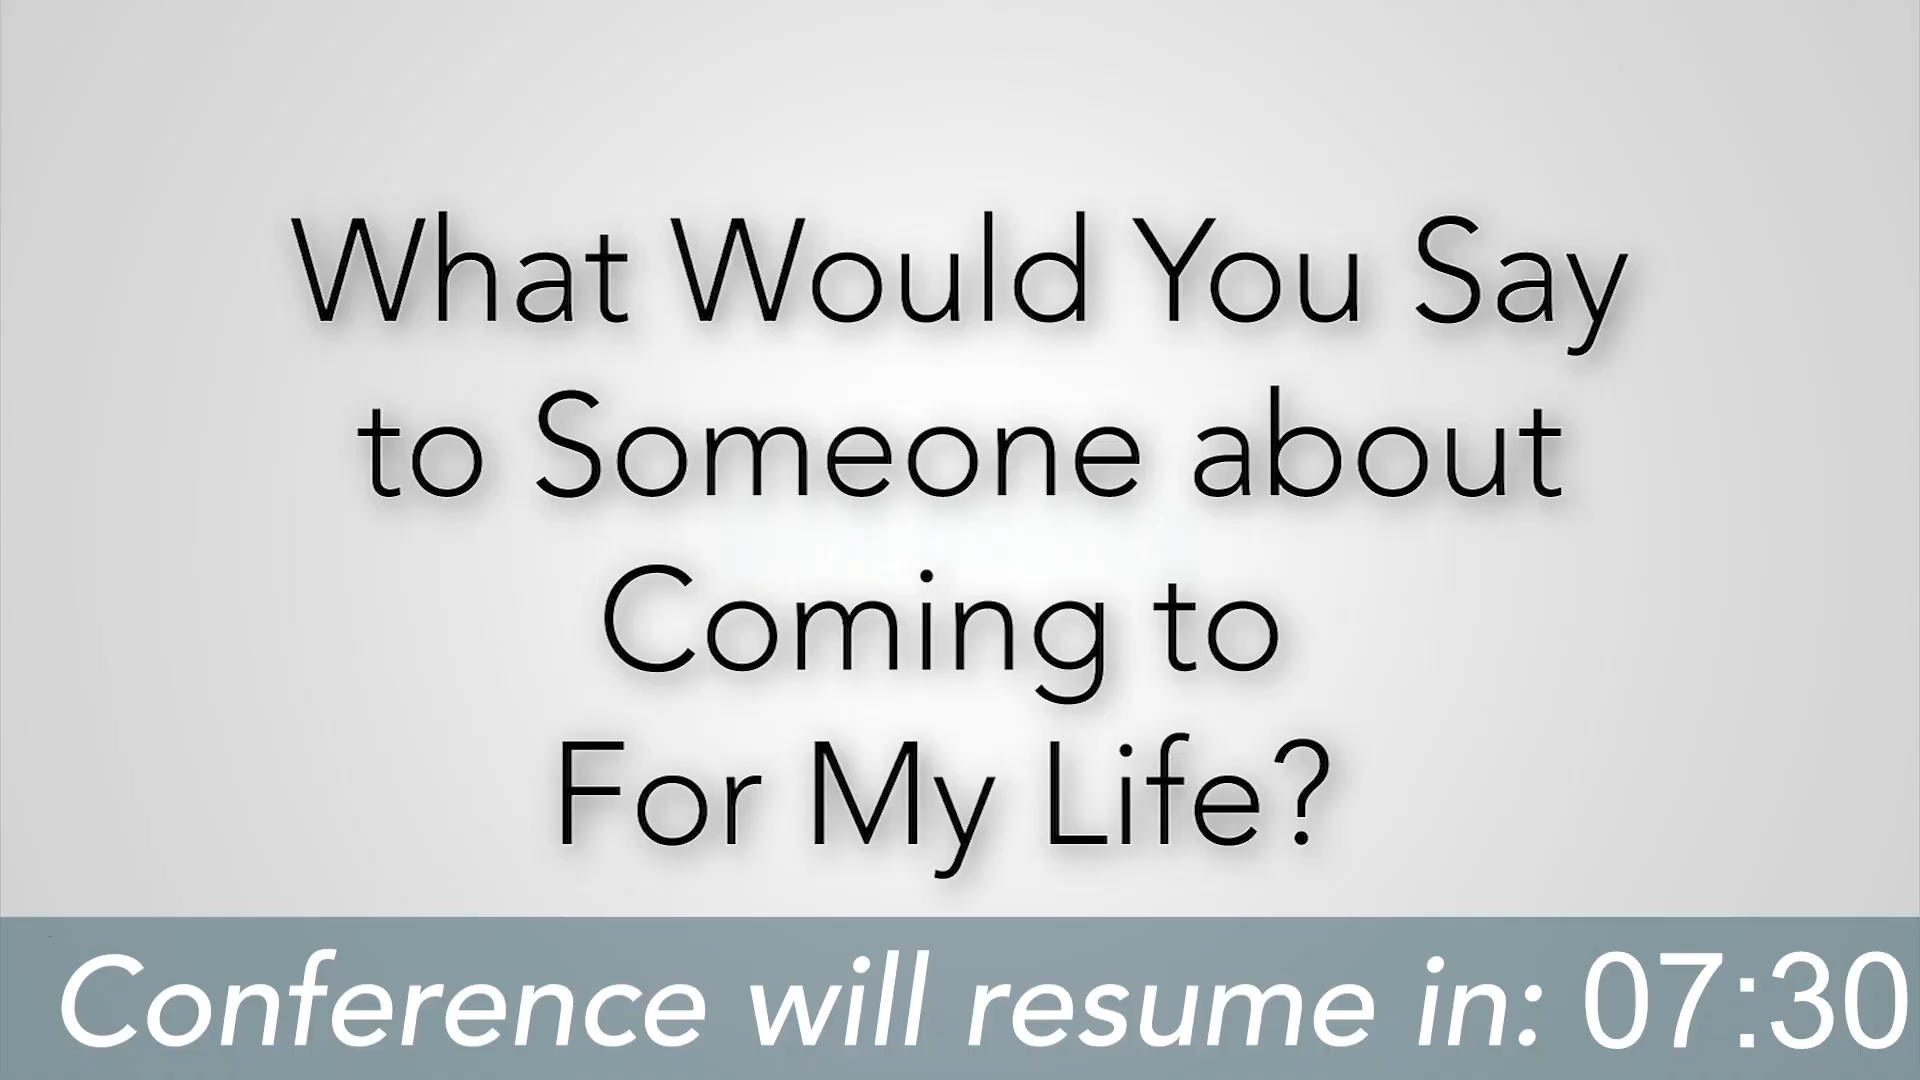 What Would You Say
to Someone about
Coming to
For My Life?
Conference will resume in: 07:30